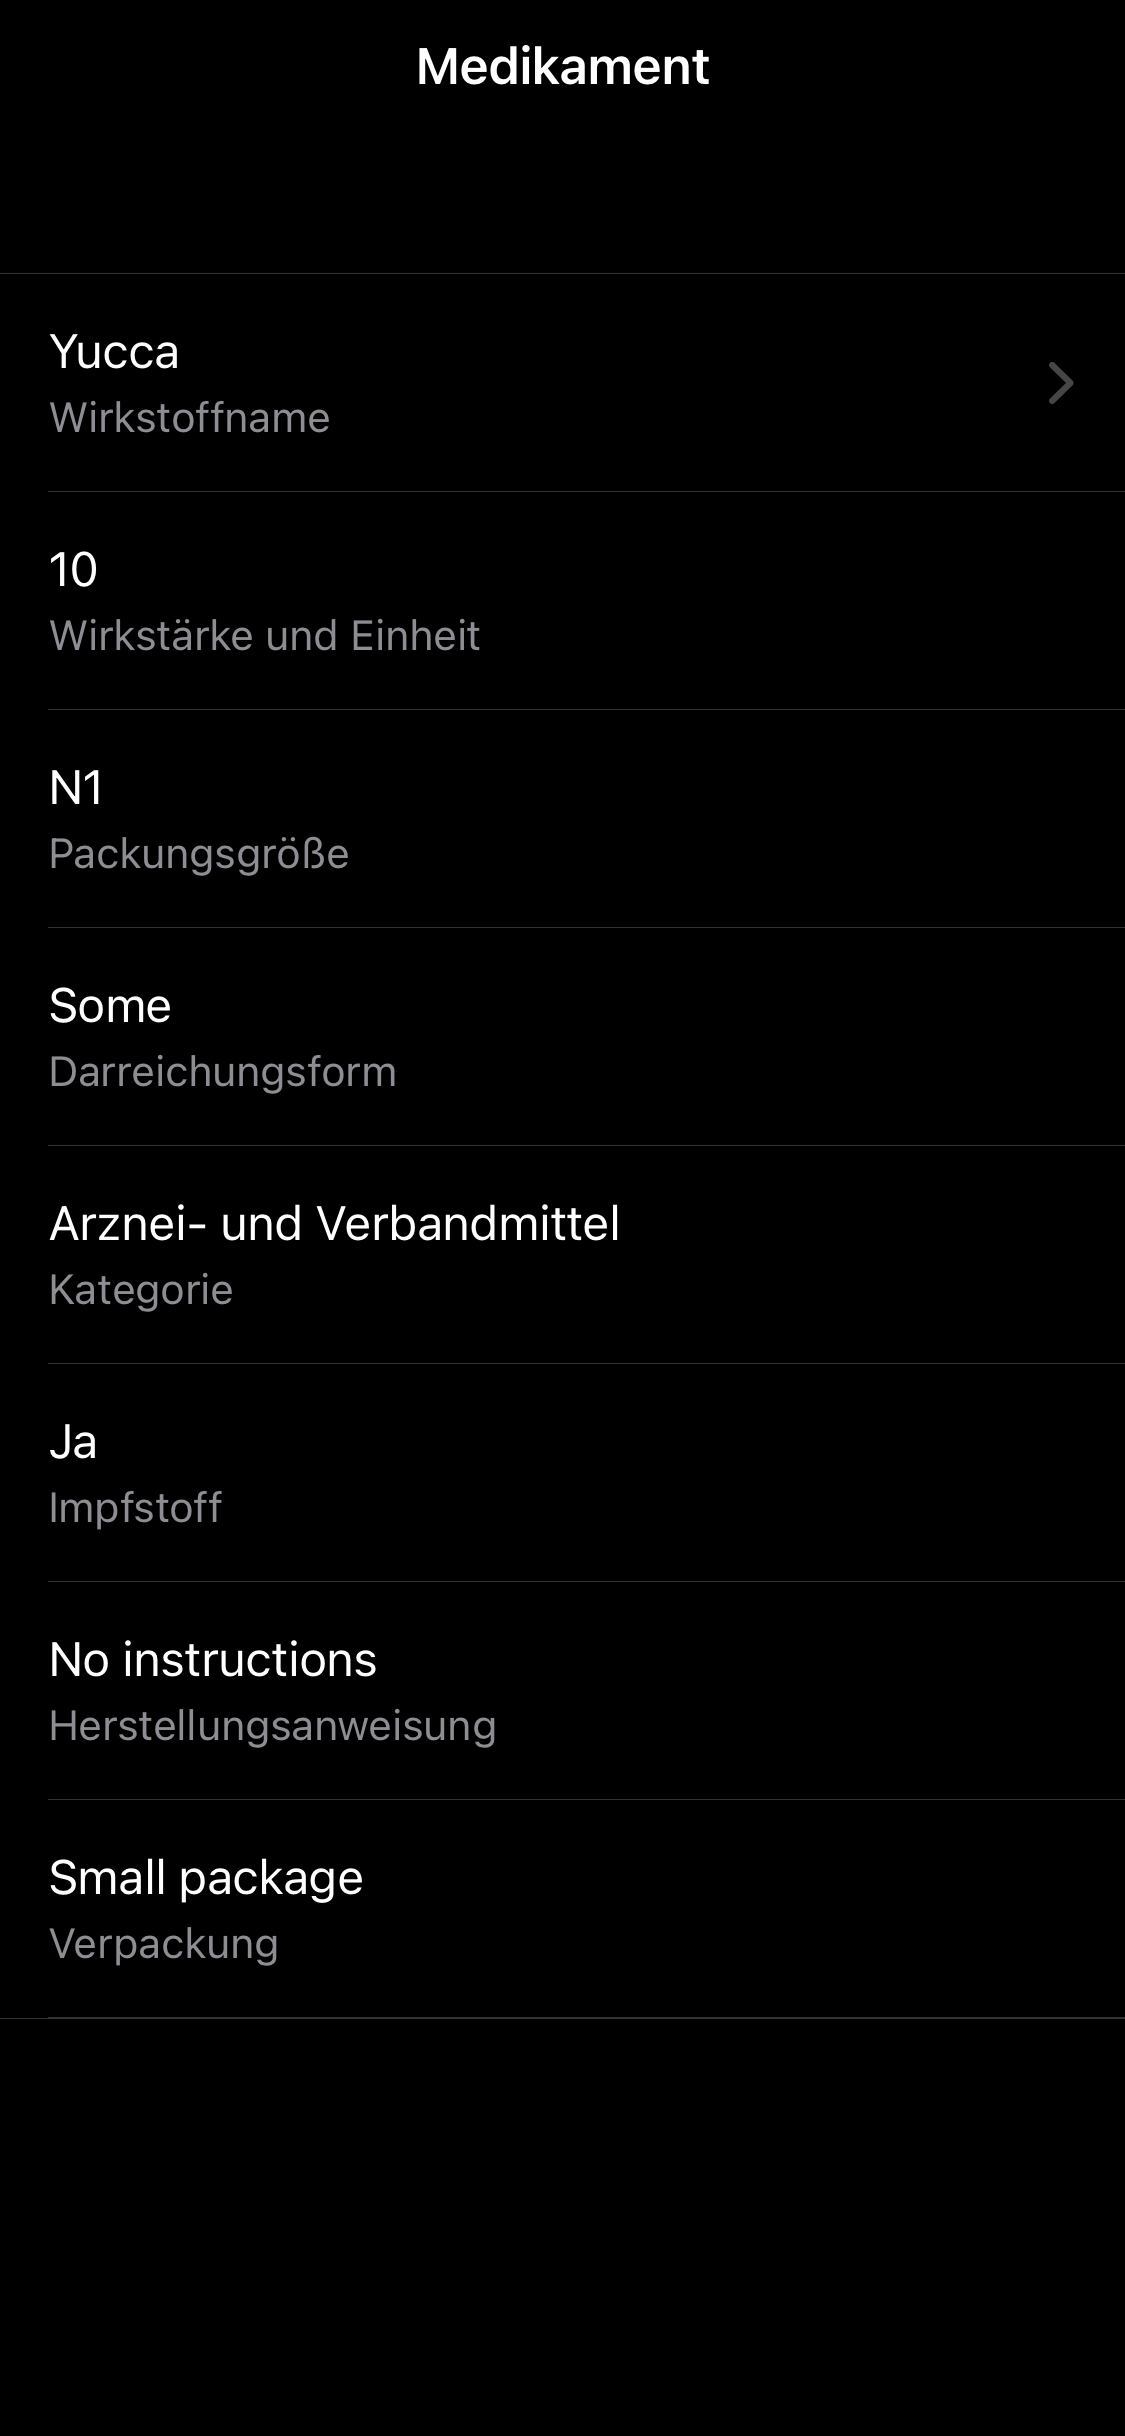 Medikament
Yucca
Wirkstoffname
10
Wirkstärke und Einheit
N1
Packungsgröße
Some
Darreichungsform
Arznei- und Verbandmittel
Kategorie
Ja
Impfstoff
No instructions
Herstellungsanweisung
Small package
Verpackung